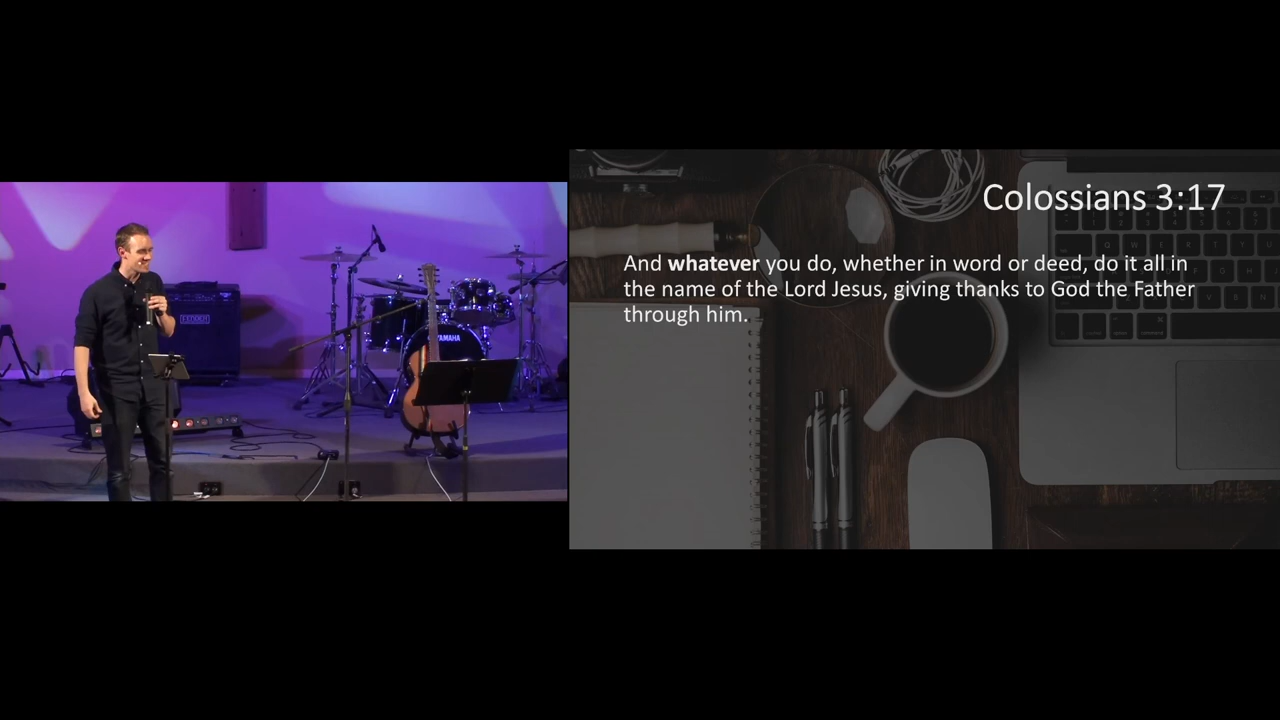 Colossians 3:17
And whatever you do, whether in word or deed, do it all in
the name of the Lord Jesus, giving thanks to God the Father
through him.
YAMAHA